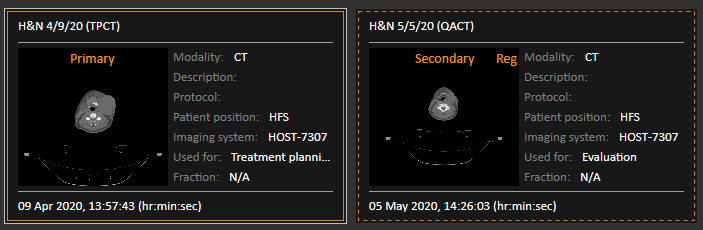 H&N 4/9/20 (TPCT)
Primary
Modality: CT
Description:
Protocol:
Patient position: HFS
Imaging system: HOST-7307
Used for: Treatment planni...
Fraction: N/A
09 Apr 2020, 13:57:43 (hr:min:sec)
H&N 5/5/20 (QACT)
Secondary Reg
Modality: CT
Description:
Protocol:
Patient position: HFS
Imaging system: HOST-7307
Used for: Evaluation
Fraction: N/A
05 May 2020, 14:26:03 (hr:min:sec)